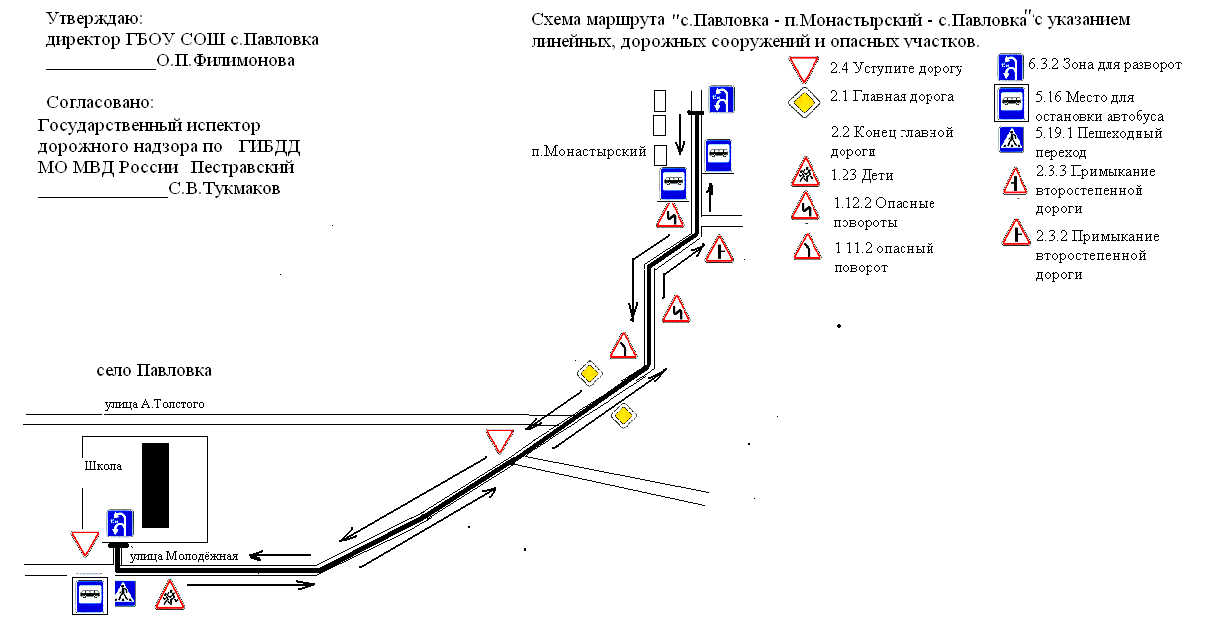 Утверждаю:
директор ГБОУ СОШ с.Павловка
____________О.П.Филимонова
Согласовано:
Государственный испектор
дорожного надзора по ГИБДД
МО МВД России Пестравский
______________С.В.Тукмаков
Схема маршрута "с.Павловка - п.Монастырский - с.Павловка" с указанием
линейных, дорожных сооружений и опасных участков.
2.4 Уступите дорогу
2.1 Главная дорога
2.2 Конец главной
дороги
1.23 Дети
1.12.2 Опасные
повороты
1 11.2 опасный
поворот
6.3.2 Зона для разворот
5.16 Место для
остановки автобуса
5.19.1 Пешеходный
переход
2.3.3 Примыкание
второстепенной
дороги
2.3.2 Примыкание
второстепенной
дороги
п.Монастырский
село Павловка
улица А.Толстого
Школа
улица Молодёжная